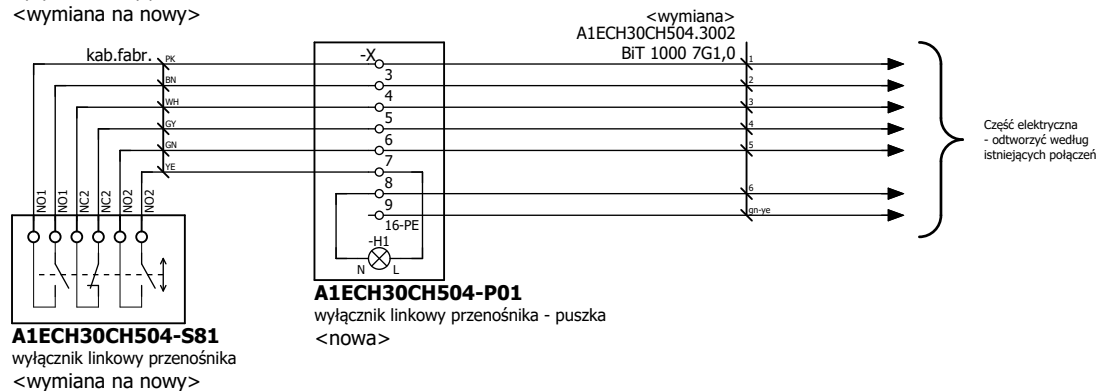 <wymiana na nowy>
<wymiana>
A1ECH30CH504.3002
BiT 1000 7G1,0
kab.fabr.
PK
BN
WH
GY
GN
YE
-X
3
4
5
6
7
8
9
16-PE
-H1
N
L
1
2
3
4
5
6
gn-ye
Część elektryczna
- odtworzyć według
istniejących połączeń
NO1
NO1
NC2
NC2
NO2
NO2
A1ECH30CH504-P01
wyłącznik linkowy przenośnika - puszka
<nowa>
A1ECH30CH504-S81
wyłącznik linkowy przenośnika
<wymiana na nowy>